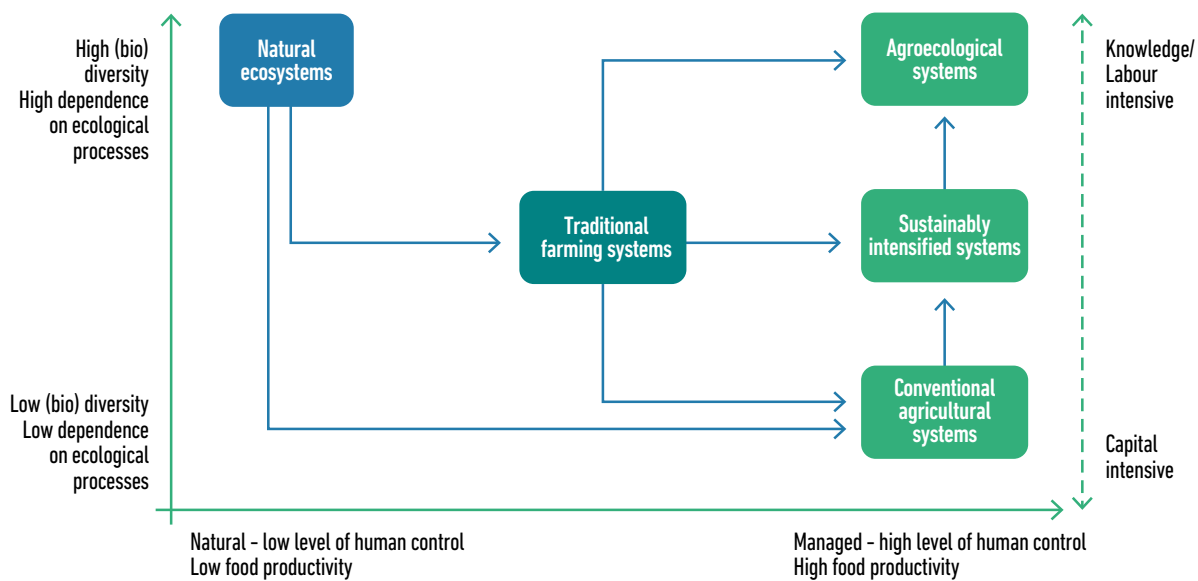 High (bio)
diversity
High dependence
on ecological
processes
Natural
ecosystems
Agroecological
systems
Knowledge/
Labour
intensive
Traditional
farming systems
Sustainably
intensified systems
Low (bio) diversity
Low dependence
on ecological
processes
Conventional
agricultural
systems
Capital
intensive
Natural - low level of human control
Low food productivity
Managed - high level of human control
High food productivity